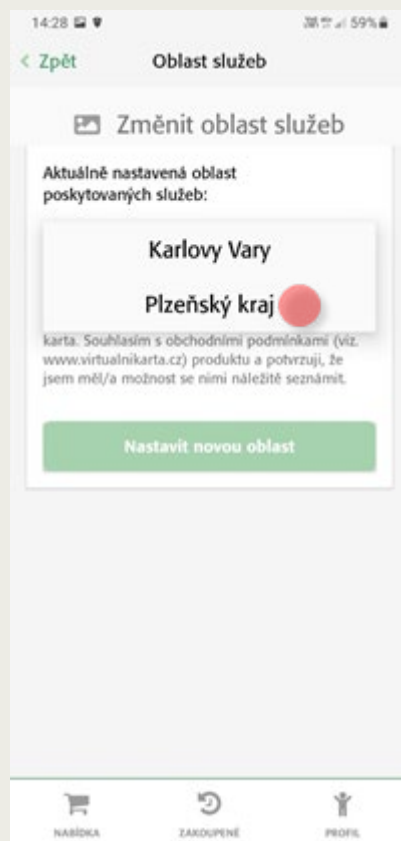 14:28 59%
< Zpět Oblast služeb
Změnit oblast služeb
Aktuálně nastavená oblast
poskytovaných služeb:
Karlovy Vary
Plzeňský kraj
karta. Souhlasím s obchodními podmínkami (viz.
www.virtualnikarta.cz) produktu a potvrzuji, že
jsem měl/a možnost se nimi náležitě seznámit.
Nastavit novou oblast
NABÍDKA ZAKOUPENÉ PROFIL